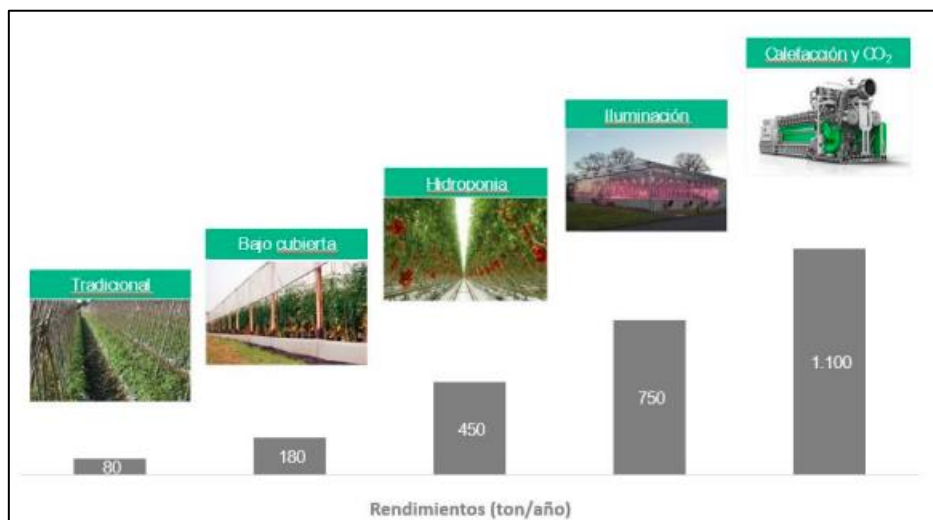 Calefacción y CO₂
Iluminación
Hidroponia
Bajo cubierta
Tradicional
80
180
450
750
1.100
Rendimientos (ton/año)